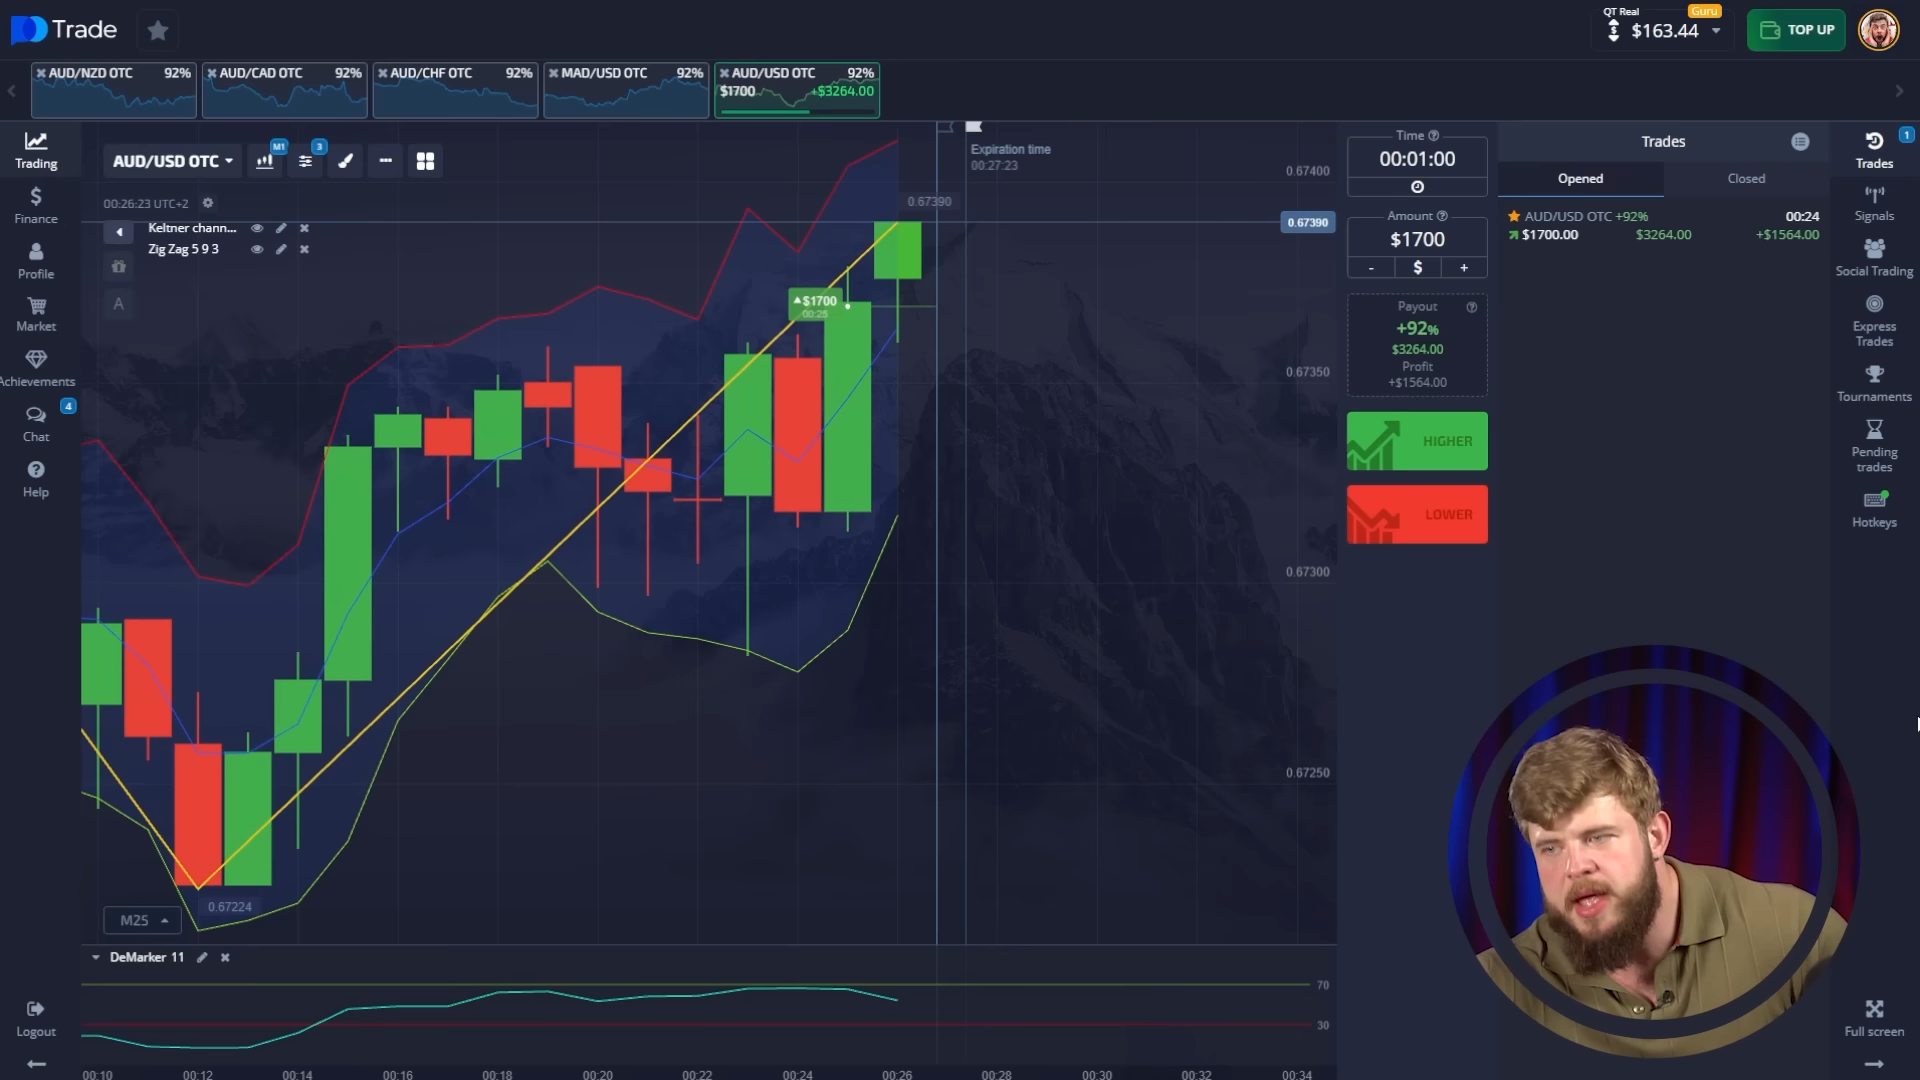 Trade
QT Real
Guru
$163.44
TOP UP
AUD/NZD OTC 92%
AUD/CAD OTC 92%
AUD/CHF OTC 92%
MAD/USD OTC 92%
AUD/USD OTC 92%
$1700 +$3264.00
Trading
Finance
Profile
Market
Achievements
4
Chat
Help
Logout
AUD/USD OTC
M1
3
00:26:23 UTC+2
Keltner chann...
Zig Zag 5 9 3
A
Expiration time
00:27:23
0.67390
0.67400
0.67390
0.67350
0.67300
0.67250
$1700
00:25
0.67224
M25
DeMarker 11
70
30
00:10 00:12 00:14 00:16 00:18 00:20 00:22 00:24 00:26 00:28 00:30 00:32 00:34
Time
00:01:00
Amount
$1700
- $ +
Payout
+92%
$3264.00
Profit
+$1564.00
HIGHER
LOWER
Trades
Opened Closed
AUD/USD OTC +92% 00:24
$1700.00 $3264.00 +$1564.00
1
Trades
Signals
Social Trading
Express
Trades
Tournaments
Pending
trades
Hotkeys
Full screen